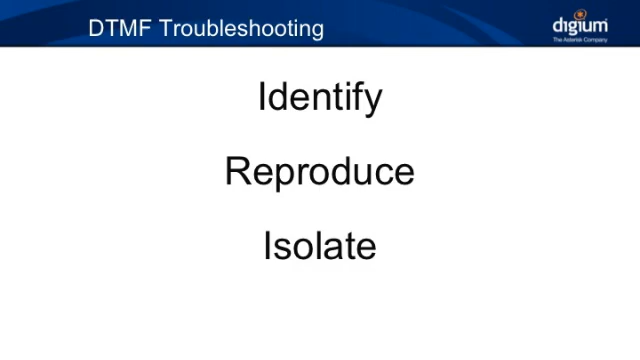 DTMF Troubleshooting
digium
The Asterisk Company
Identify
Reproduce
Isolate